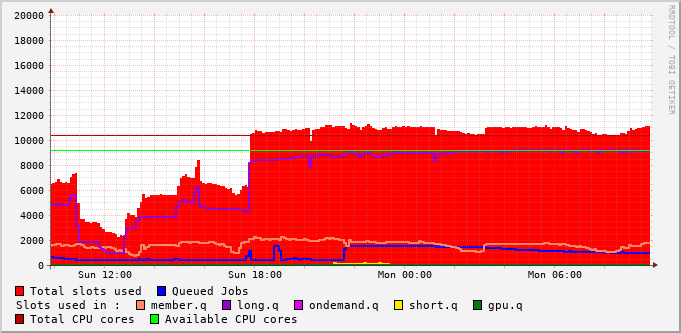 20000
18000
16000
14000
12000
10000
8000
6000
4000
2000
0
Sun 12:00 Sun 18:00 Mon 00:00 Mon 06:00
Total slots used Queued Jobs
Slots used in : member.q long.q ondemand.q short.q gpu.q
Total CPU cores Available CPU cores
RRDTOOL / TOBI OETIKER